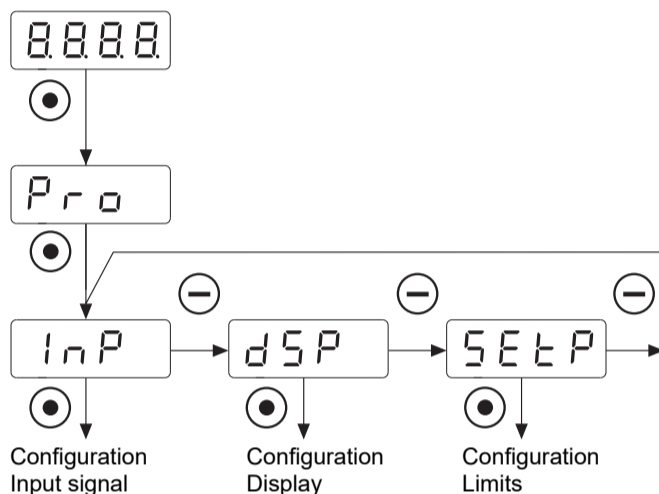 8.8.8.8.
Pro
InP
dSP
SEtP
Configuration
Input signal
Configuration
Display
Configuration
Limits